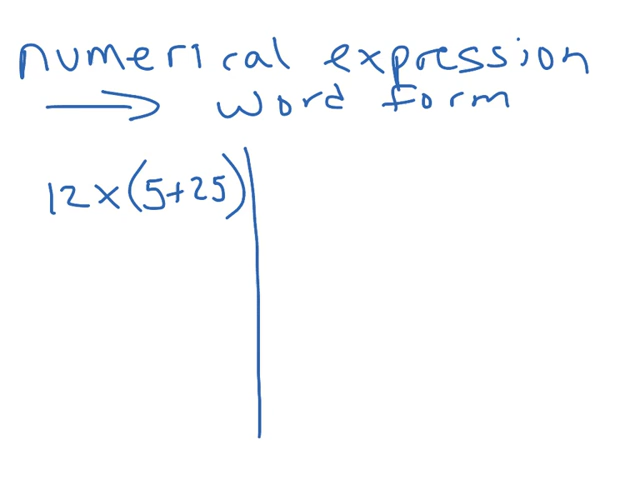 numerical expression
→ word form
12 x (5+25)